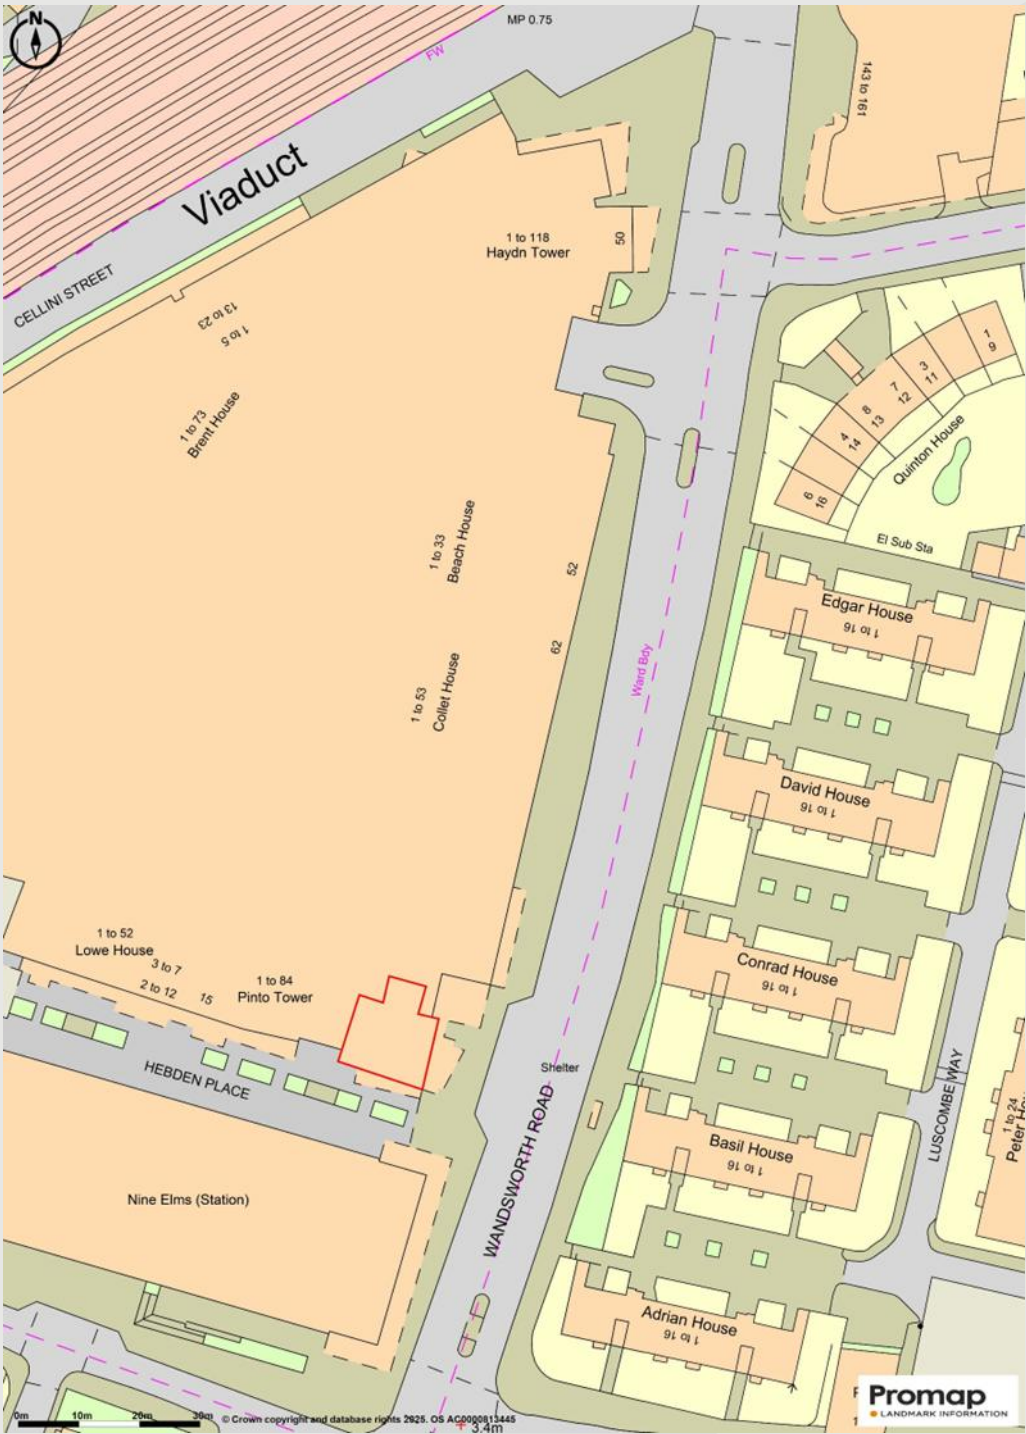 N
MP 0.75
FW
Viaduct
143 to 161
1 to 118
Haydn Tower
50
CELLINI STREET
13 to 23
1 to 5
1 to 73
Brent House
1
9
3
11
7
12
8
13
4
14
6
16
Quinton House
El Sub Sta
1 to 33
Beach House
52
62
Edgar House
1 to 16
Ward Bdy
1 to 53
Collet House
David House
1 to 16
1 to 52
Lowe House
3 to 7
2 to 12
15
1 to 84
Pinto Tower
Conrad House
1 to 16
HEBDEN PLACE
Shelter
WANDSWORTH ROAD
LUSCOMBE WAY
1 to 24
Peter
Basil House
1 to 16
Nine Elms (Station)
Adrian House
1 to 16
Promap
LANDMARK INFORMATION
0m 10m 20m 30m
© Crown copyright and database rights 2025. OS AC0000813445
3.4m